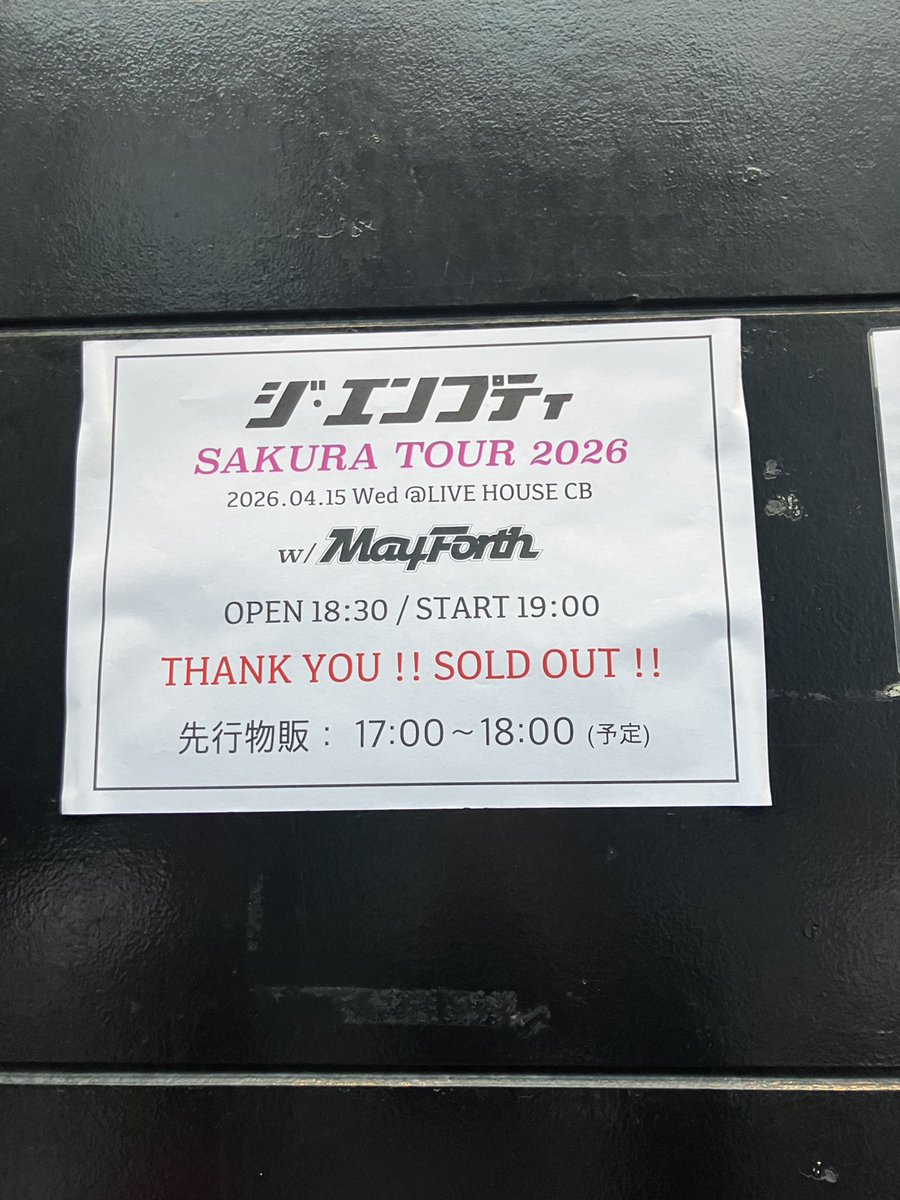 ジ・エンプティ
SAKURA TOUR 2026
2026.04.15 Wed @LIVE HOUSE CB
w/ MayForth
OPEN 18:30 / START 19:00
THANK YOU !! SOLD OUT !!
先行物販： 17:00～18:00 (予定)